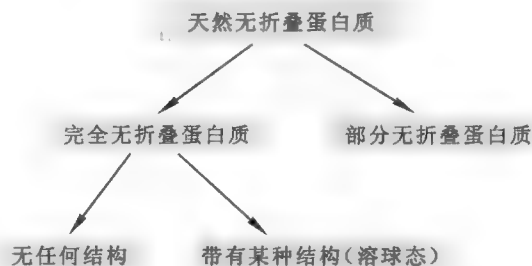 天然无折叠蛋白质
完全无折叠蛋白质 部分无折叠蛋白质
无任何结构 带有某种结构(溶球态)